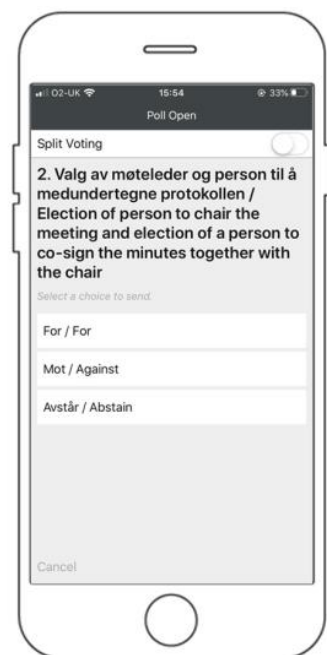 O2-UK 15:54 33%
Poll Open
Split Voting
2. Valg av møteleder og person til å
medundertegne protokollen /
Election of person to chair the
meeting and election of a person to
co-sign the minutes together with
the chair
Select a choice to send.
For / For
Mot / Against
Avstår / Abstain
Cancel